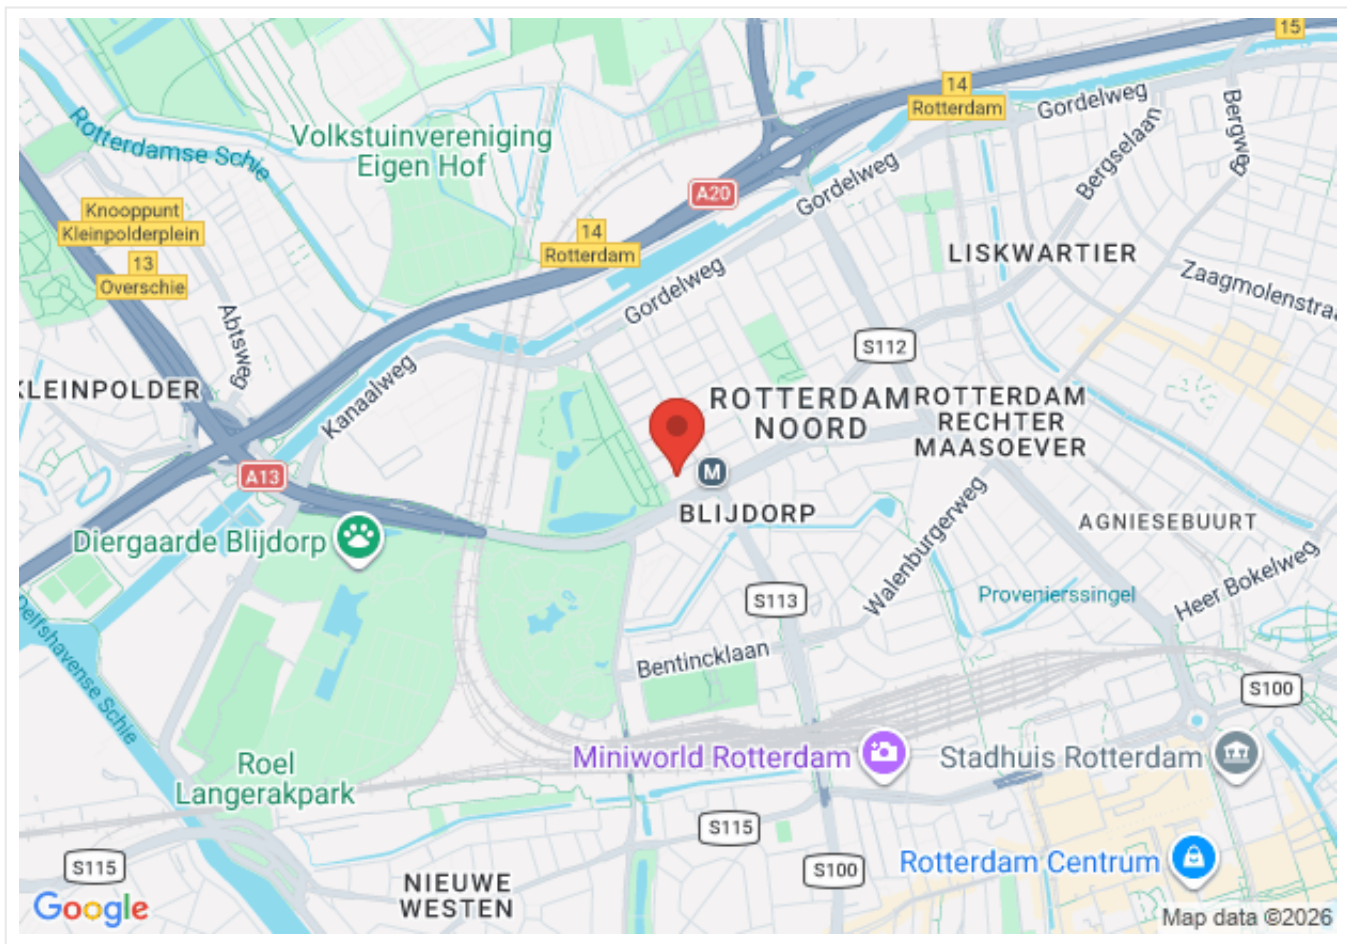 15
14
Rotterdam
Gordelweg
Bergweg
Bergselaan
Rotterdamse Schie
Volkstuinvereniging
Eigen Hof
Gordelweg
A20
Knooppunt
Kleinpolderplein
14
Rotterdam
13
Overschie
LISKWARTIER
Zaagmolenstra
Gordelweg
Abtsweg
S112
KLEINPOLDER
Kanaalweg
ROTTERDAM
NOORD
ROTTERDAM
RECHTER
MAASOEVER
A13
M
BLIJDORP
Walenburgerweg
AGNIESEBUURT
Diergaarde Blijdorp
Heer Bokelweg
S113
Provenierssingel
Delfshavense Schie
Bentincklaan
S100
Miniworld Rotterdam
Stadhuis Rotterdam
Roel
Langerakpark
S115
S115
S100
Rotterdam Centrum
NIEUWE
WESTEN
Google
Map data ©2026